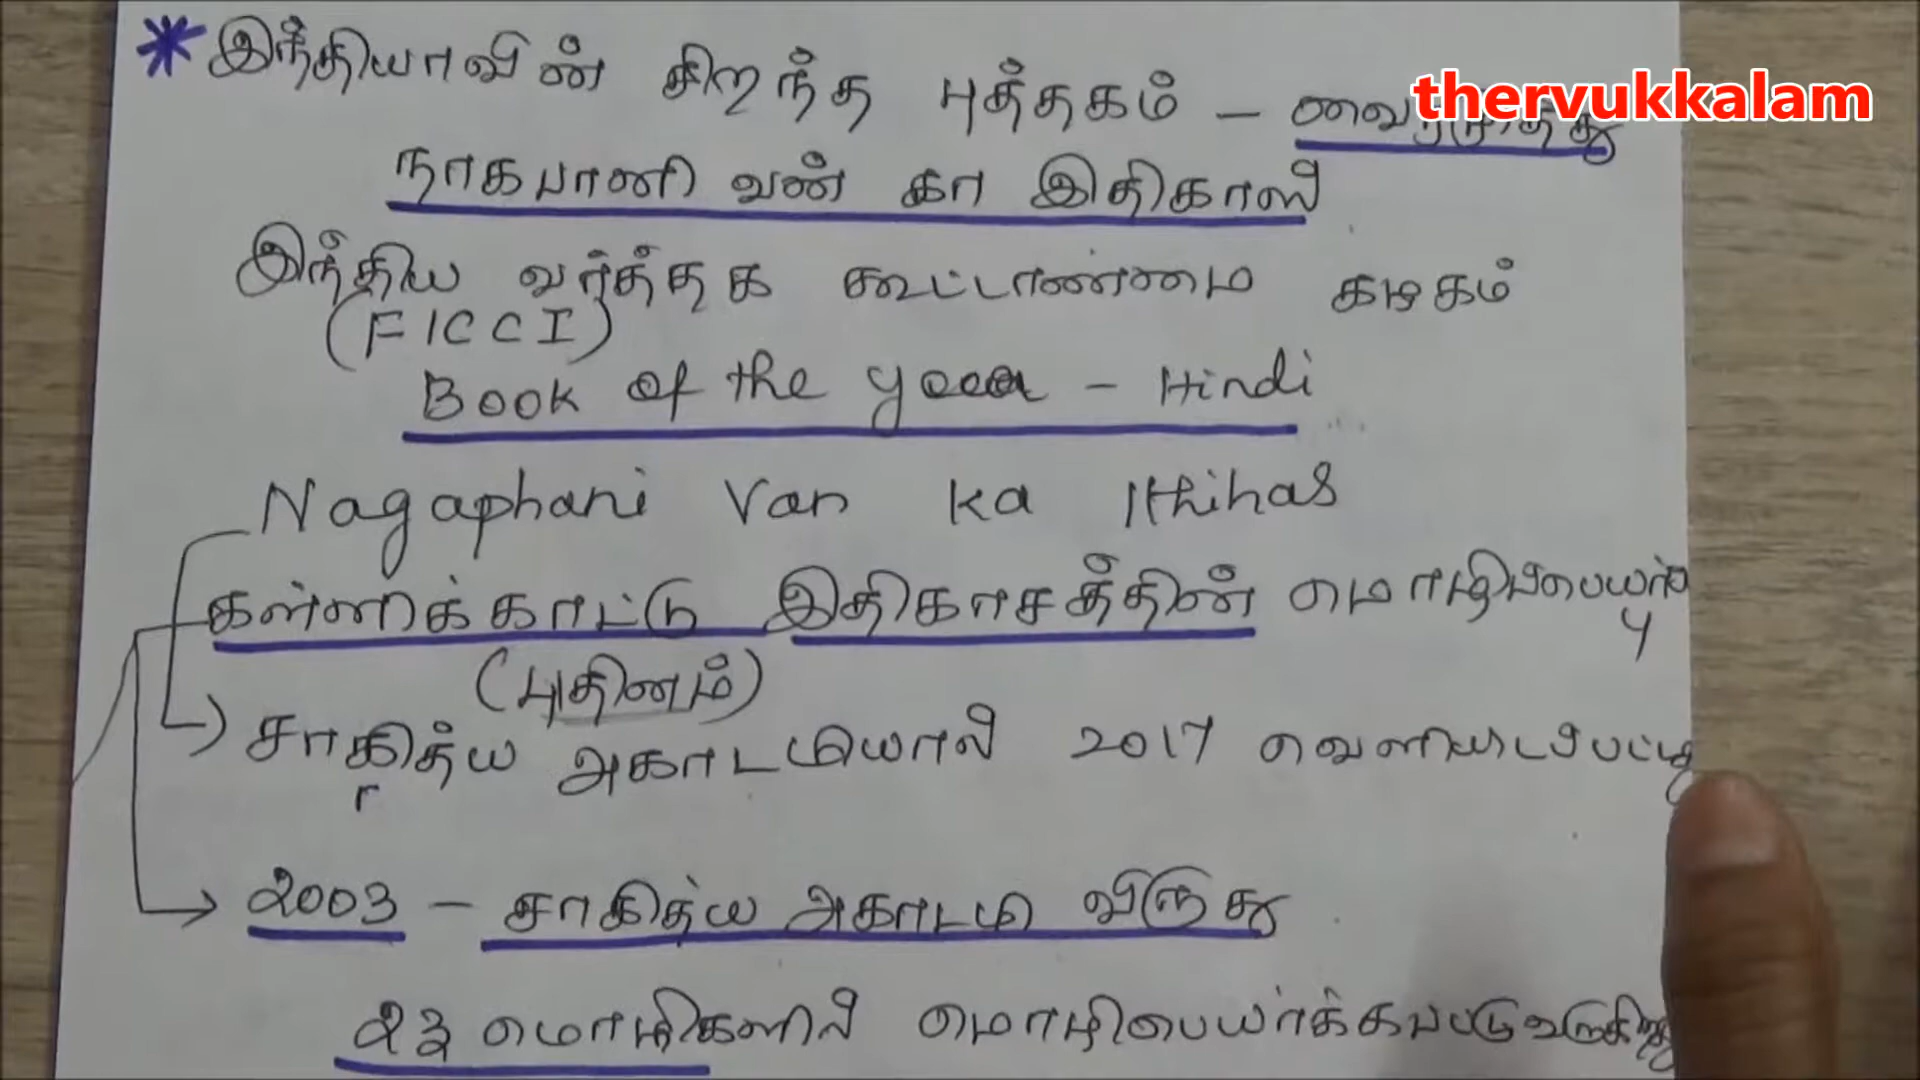 thervukkalam
* இந்தியாவின் சிறந்த புத்தகம் – வைரமுத்து
நாகபானி வன் கா இதிகாஸ்
இந்திய வர்த்தக கூட்டாண்மை கழகம்
(FICCI)
Book of the year – Hindi
Nagaphani Van ka Ithihas
கள்ளிக்காட்டு இதிகாசத்தின் மொழிபெயர்ப்பு
(புதினம்)
சாகித்ய அகாடமியால் 2017 வெளியிடப்பட்டது
2003 – சாகித்ய அகாடமி விருது
23 மொழிகளில் மொழிபெயர்க்கப்பட்டுவருகிறது